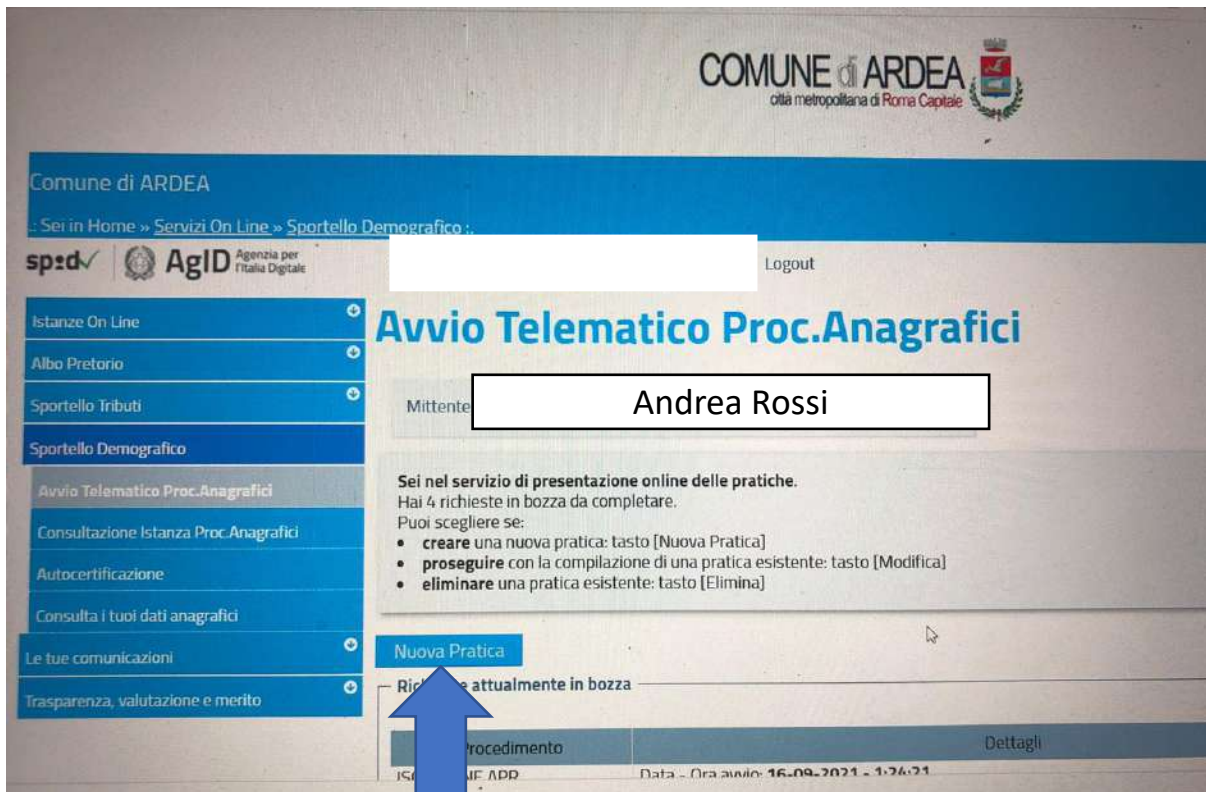 COMUNE di ARDEA
città metropolitana di Roma Capitale
Comune di ARDEA
.: Sei in Home » Servizi On Line » Sportello Demografico :.
sp:d AgID Agenzia per l'Italia Digitale
Logout
Istanze On Line
Albo Pretorio
Sportello Tributi
Sportello Demografico
Avvio Telematico Proc.Anagrafici
Consultazione Istanza Proc.Anagrafici
Autocertificazione
Consulta i tuoi dati anagrafici
Le tue comunicazioni
Trasparenza, valutazione e merito
Avvio Telematico Proc.Anagrafici
Mittente Andrea Rossi
Sei nel servizio di presentazione online delle pratiche.
Hai 4 richieste in bozza da completare.
Puoi scegliere se:
• creare una nuova pratica: tasto [Nuova Pratica]
• proseguire con la compilazione di una pratica esistente: tasto [Modifica]
• eliminare una pratica esistente: tasto [Elimina]
Nuova Pratica
attualmente in bozza
Dettagli
Data - Ora avvio: 16-09-2021 - 1:24:21